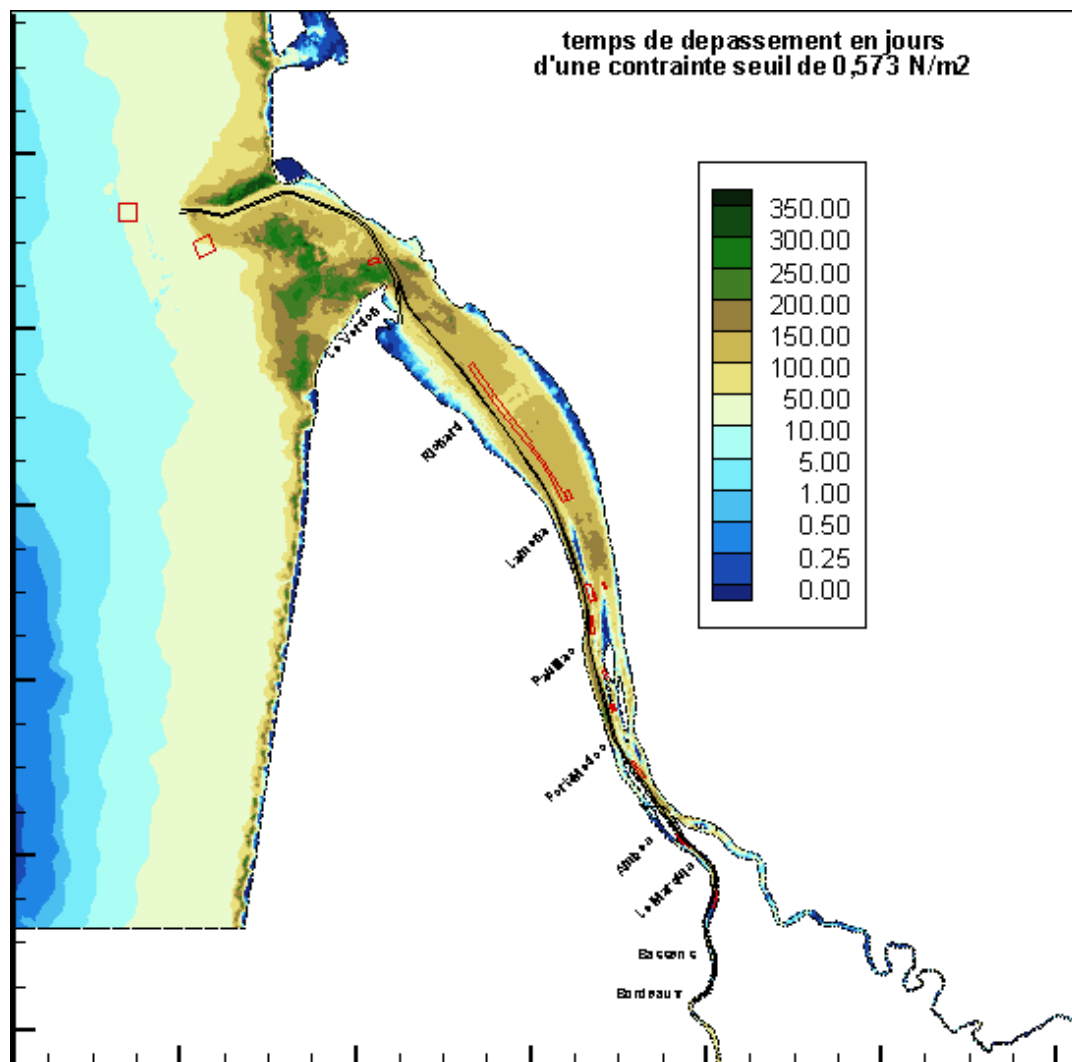 temps de depassement en jours
d'une contrainte seuil de 0,573 N/m2
350.00
300.00
250.00
200.00
150.00
100.00
50.00
10.00
5.00
1.00
0.50
0.25
0.00
Le Verdon
Richard
Lamena
Pauillac
Bordeaux